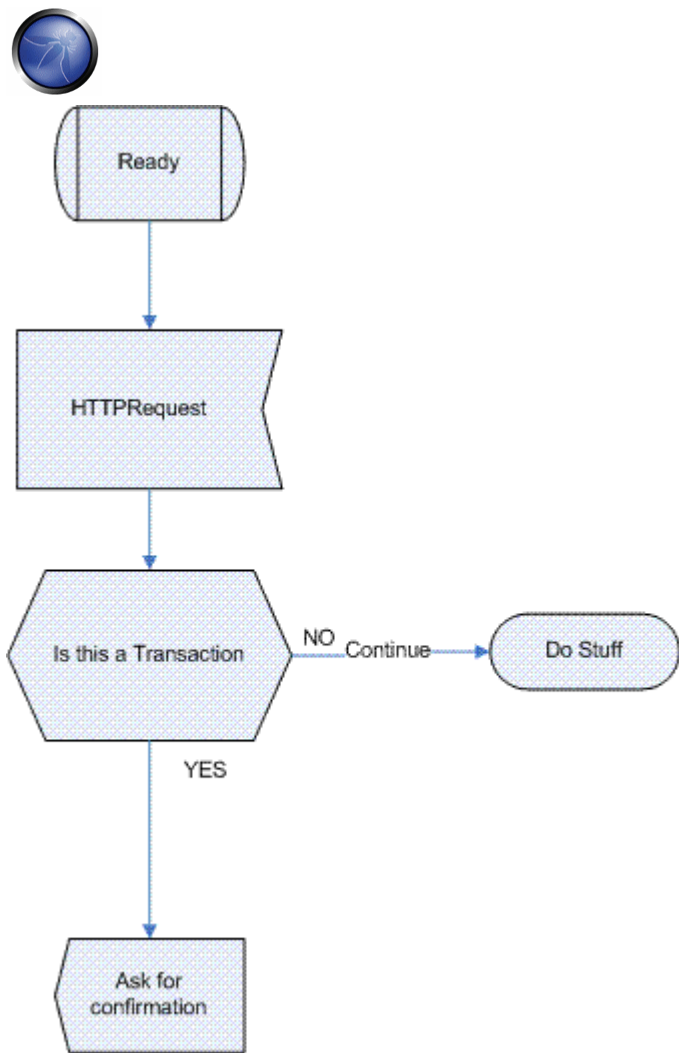 Ready
HTTPRequest
Is this a Transaction
NO
Continue
Do Stuff
YES
Ask for
confirmation